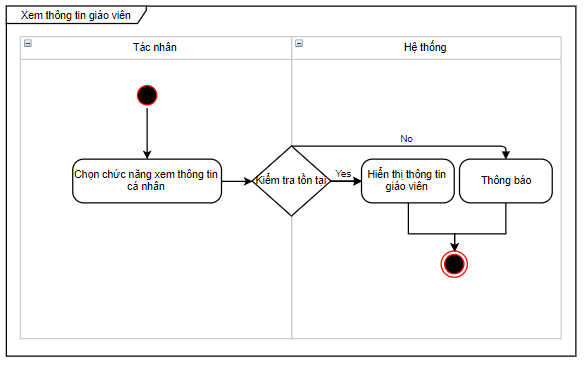 Xem thông tin giáo viên
Tác nhân
Hệ thống
Chọn chức năng xem thông tin
cá nhân
Kiểm tra tồn tại
No
Yes
Hiển thị thông tin
giáo viên
Thông báo